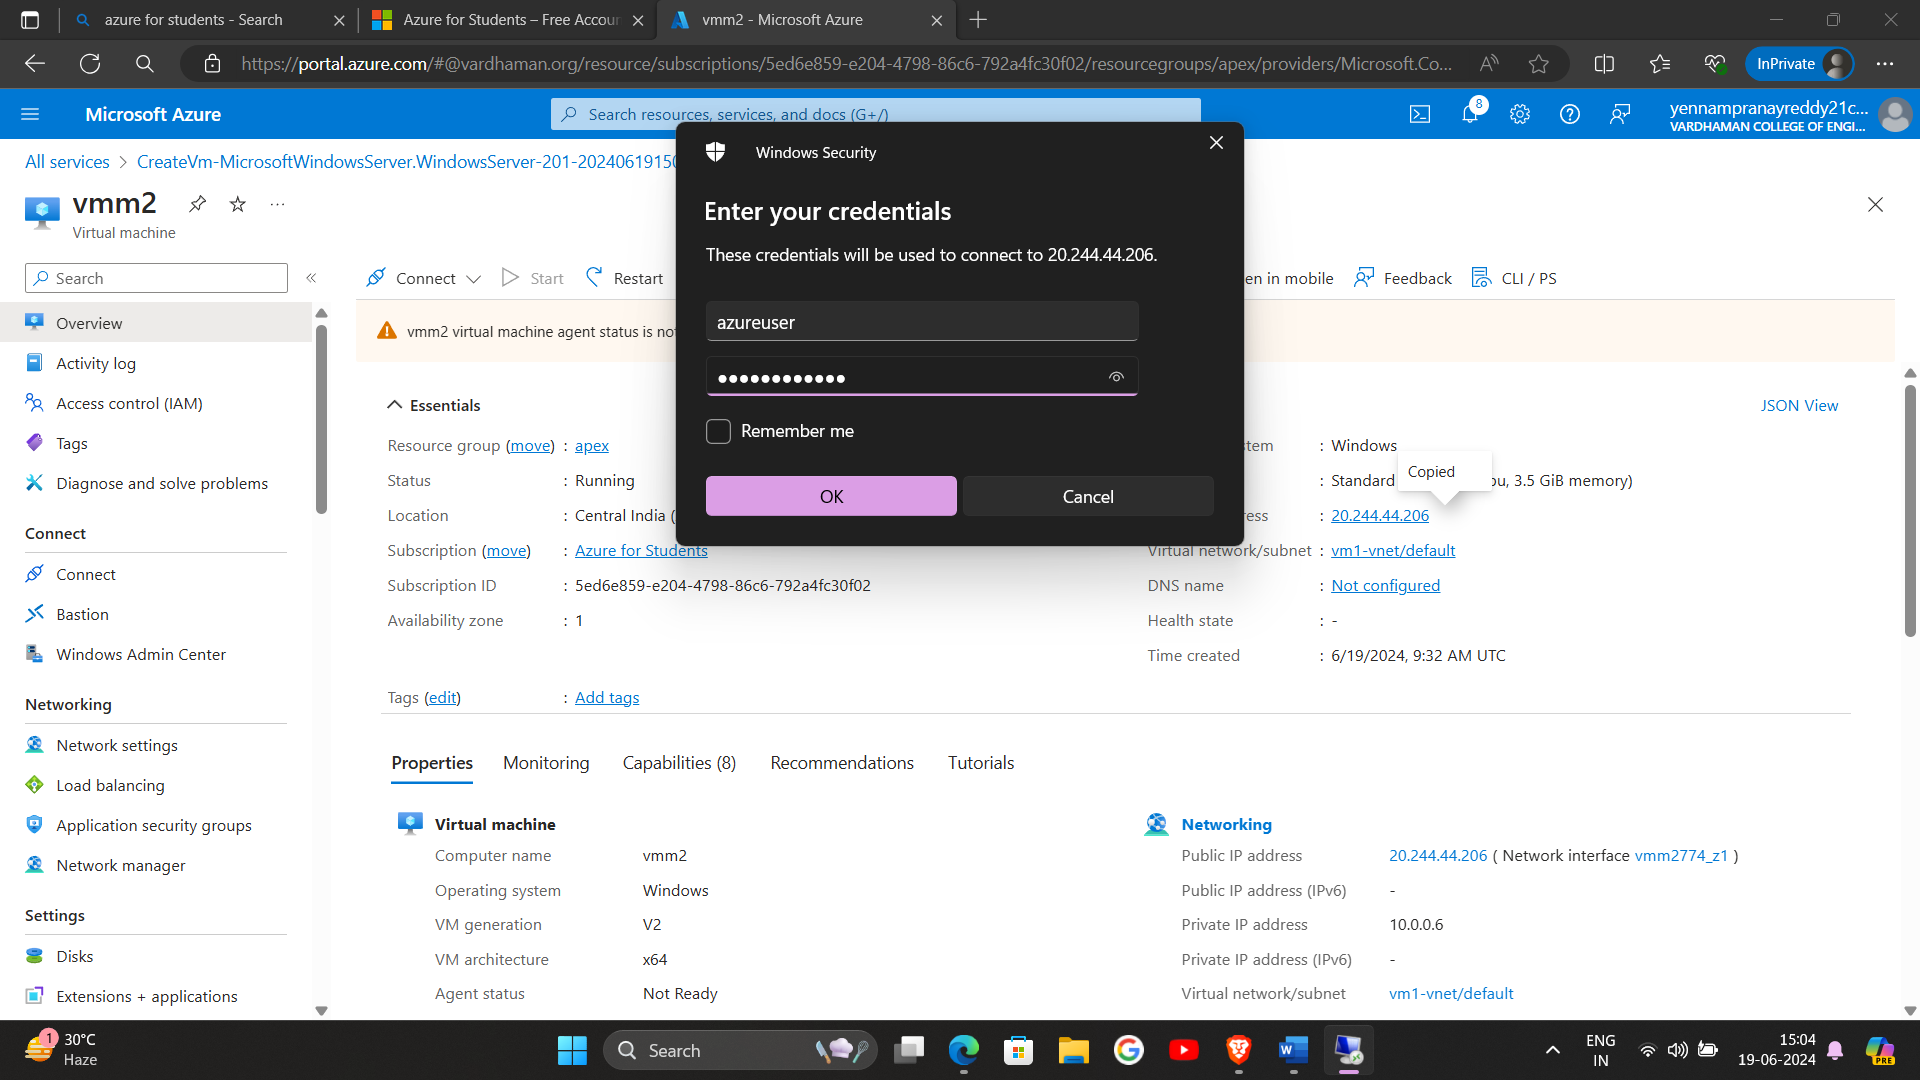 azure for students - Search
Azure for Students – Free Accoun
vmm2 - Microsoft Azure
https://portal.azure.com/#@vardhaman.org/resource/subscriptions/5ed6e859-e204-4798-86c6-792a4fc30f02/resourcegroups/apex/providers/Microsoft.Co...
InPrivate
Microsoft Azure
Search resources, services, and docs (G+/)
8
yennampranayreddy21c...
VARDHAMAN COLLEGE OF ENGI...
All services > CreateVm-MicrosoftWindowsServer.WindowsServer-201-2024061915
vmm2
Virtual machine
Search
Connect
Start
Restart
en in mobile
Feedback
CLI / PS
vmm2 virtual machine agent status is not
Windows Security
Enter your credentials
These credentials will be used to connect to 20.244.44.206.
azureuser
●●●●●●●●●●●●
Remember me
OK
Cancel
Overview
Activity log
Access control (IAM)
Tags
Diagnose and solve problems
Connect
Connect
Bastion
Windows Admin Center
Networking
Network settings
Load balancing
Application security groups
Network manager
Settings
Disks
Extensions + applications
Essentials
JSON View
Resource group (move) : apex
Status : Running
Location : Central India (
Subscription (move) : Azure for Students
Subscription ID : 5ed6e859-e204-4798-86c6-792a4fc30f02
Availability zone : 1
stem : Windows
Copied
: Standard pu, 3.5 GiB memory)
ess : 20.244.44.206
Virtual network/subnet : vm1-vnet/default
DNS name : Not configured
Health state : -
Time created : 6/19/2024, 9:32 AM UTC
Tags (edit) : Add tags
Properties
Monitoring
Capabilities (8)
Recommendations
Tutorials
Virtual machine
Computer name vmm2
Operating system Windows
VM generation V2
VM architecture x64
Agent status Not Ready
Networking
Public IP address 20.244.44.206 ( Network interface vmm2774_z1 )
Public IP address (IPv6) -
Private IP address 10.0.0.6
Private IP address (IPv6) -
Virtual network/subnet vm1-vnet/default
1
30°C
Haze
Search
ENG
IN
15:04
19-06-2024
PRE